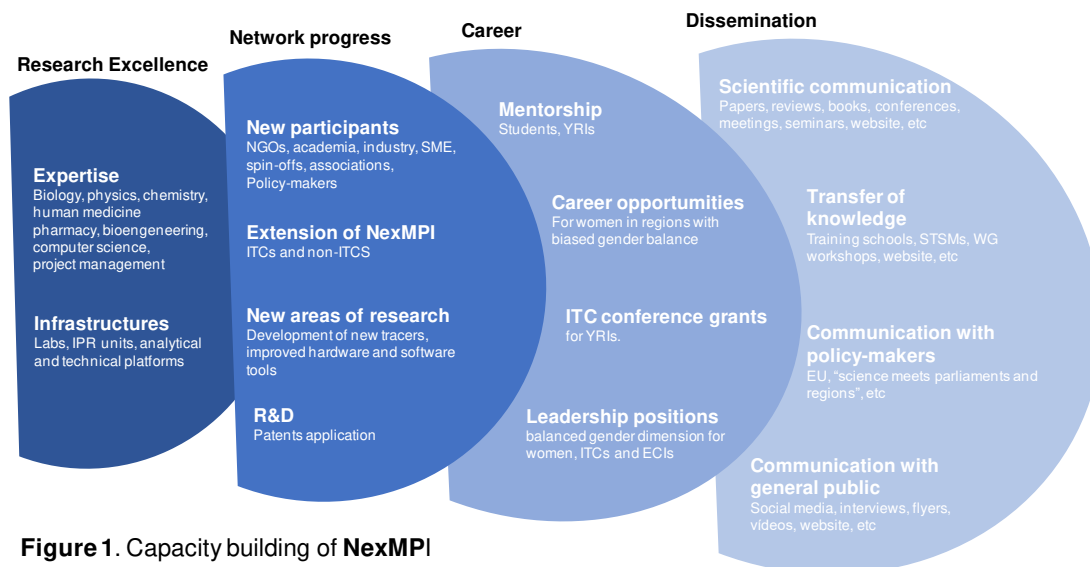 Research Excellence
Expertise
Biology, physics, chemistry,
human medicine
pharmacy, bioengeneering,
computer science,
project management
Infrastructures
Labs, IPR units, analytical
and technical platforms
Network progress
New participants
NGOs, academia, industry, SME,
spin-offs, associations,
Policy-makers
Extension of NexMPI
ITCs and non-ITCS
New areas of research
Development of new tracers,
improved hardware and software
tools
R&D
Patents application
Career
Mentorship
Students, YRIs
Career opportunities
For women in regions with
biased gender balance
ITC conference grants
for YRIs.
Leadership positions
balanced gender dimension for
women, ITCs and ECIs
Dissemination
Scientific communication
Papers, reviews, books, conferences,
meetings, seminars, website, etc
Transfer of
knowledge
Training schools, STSMs, WG
workshops, website, etc
Communication with
policy-makers
EU, “science meets parliaments and
regions”, etc
Communication with
general public
Social media, interviews, flyers,
vídeos, website, etc
Figure 1. Capacity building of NexMPI